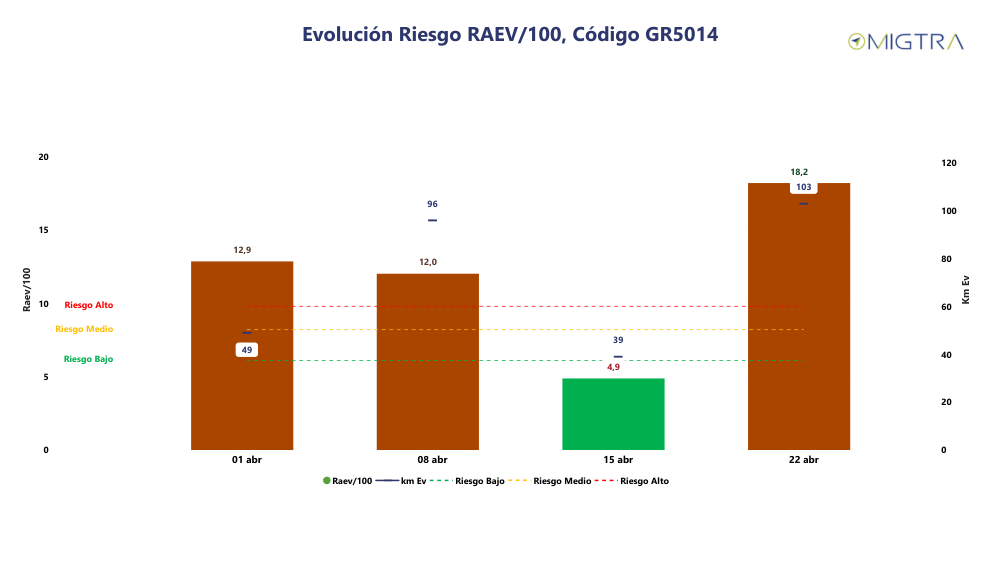 Evolución Riesgo RAEV/100, Código GR5014
MIGTRA
20
15
10
5
0
Raev/100
Riesgo Alto
Riesgo Medio
Riesgo Bajo
12,9
49
96
12,0
39
4,9
18,2
103
120
100
80
60
40
20
0
Km Ev
01 abr
08 abr
15 abr
22 abr
Raev/100 km Ev Riesgo Bajo Riesgo Medio Riesgo Alto